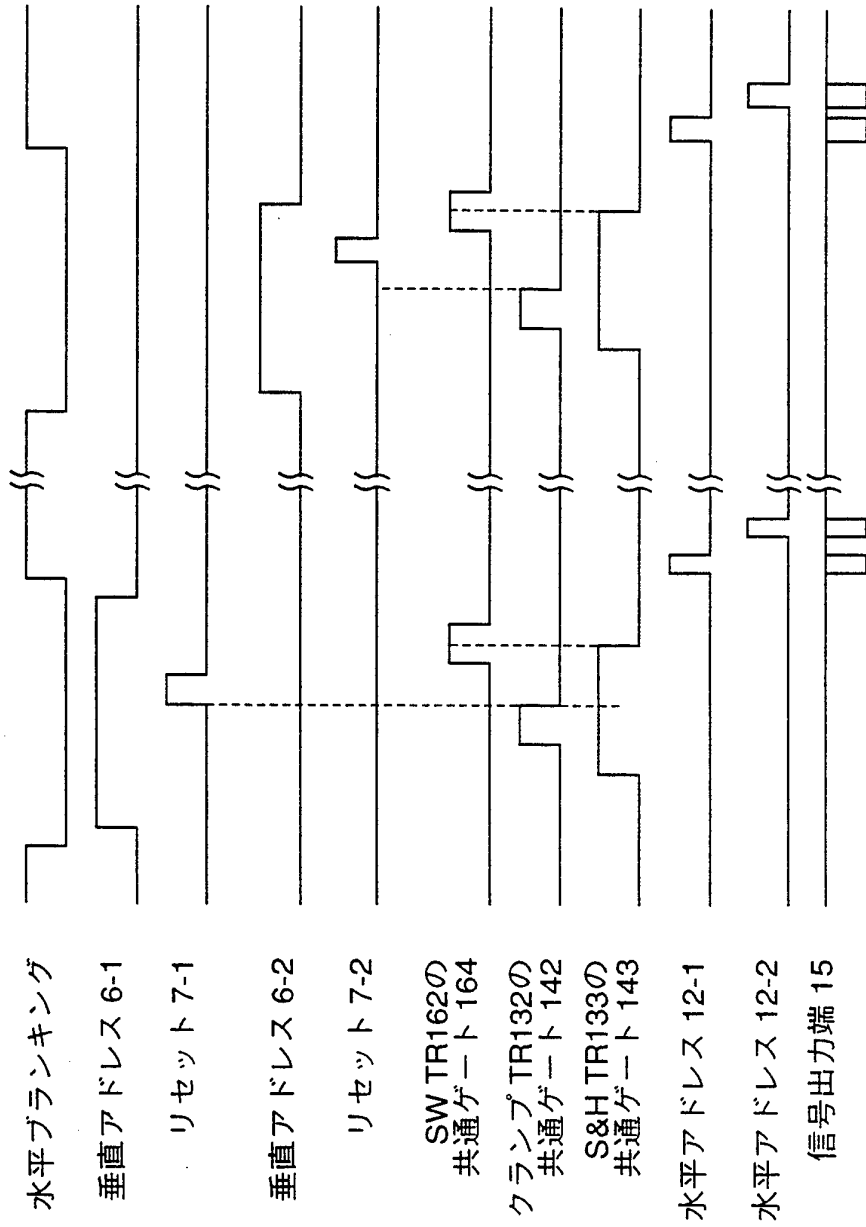 水平ブランキング
垂直アドレス 6-1
リセット 7-1
垂直アドレス 6-2
リセット 7-2
SW TR162の
共通ゲート 164
クランプ TR132の
共通ゲート 142
S&H TR133の
共通ゲート 143
水平アドレス 12-1
水平アドレス 12-2
信号出力端 15